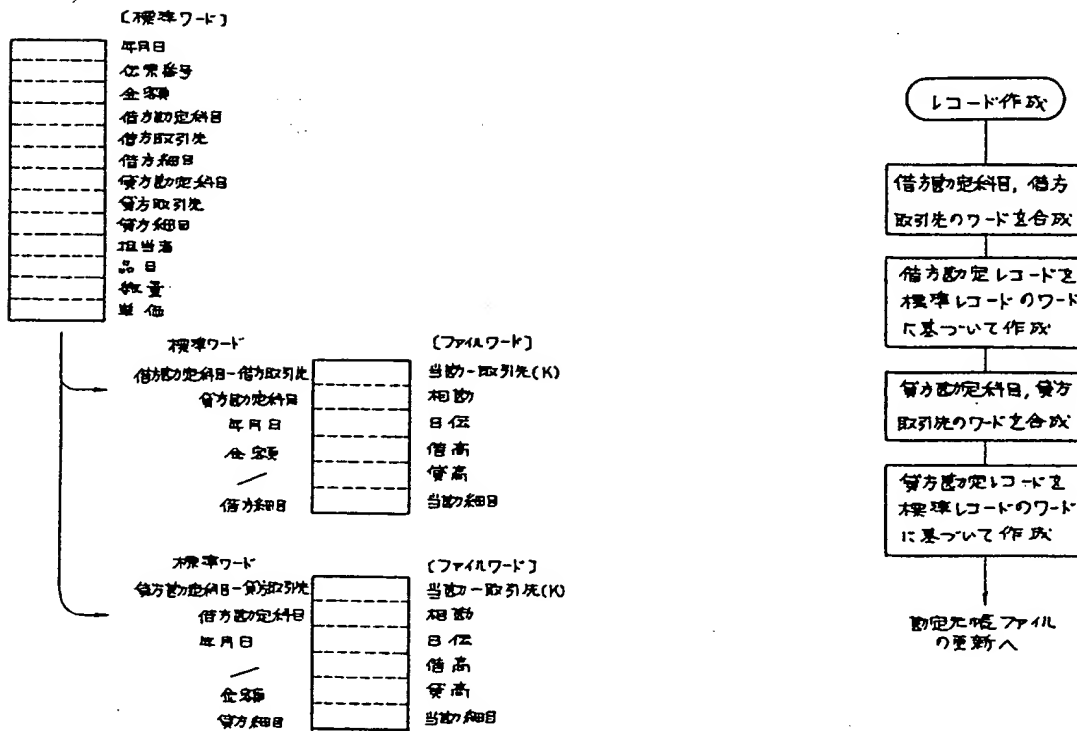 〔標準ワード〕
年月日
伝票番号
金額
借方勘定科目
借方取引先
借方細目
貸方勘定科目
貸方取引先
貸方細目
担当者
品目
数量
単価
標準ワード
〔ファイルワード〕
借方勘定科目-借方取引先
当勘-取引先(K)
貸方勘定科目
相勘
年月日
日伝
金額
借高
／
貸高
借方細目
当勘細目
標準ワード
〔ファイルワード〕
貸方勘定科目-貸方取引先
当勘-取引先(K)
借方勘定科目
相勘
年月日
日伝
／
借高
金額
貸高
貸方細目
当勘細目
レコード作成
借方勘定科目,借方
取引先のワードを合成
借方勘定レコードを
標準レコードのワード
に基づいて作成
貸方勘定科目,貸方
取引先のワードを合成
貸方勘定レコードを
標準レコードのワード
に基づいて作成
勘定元帳ファイル
の更新へ